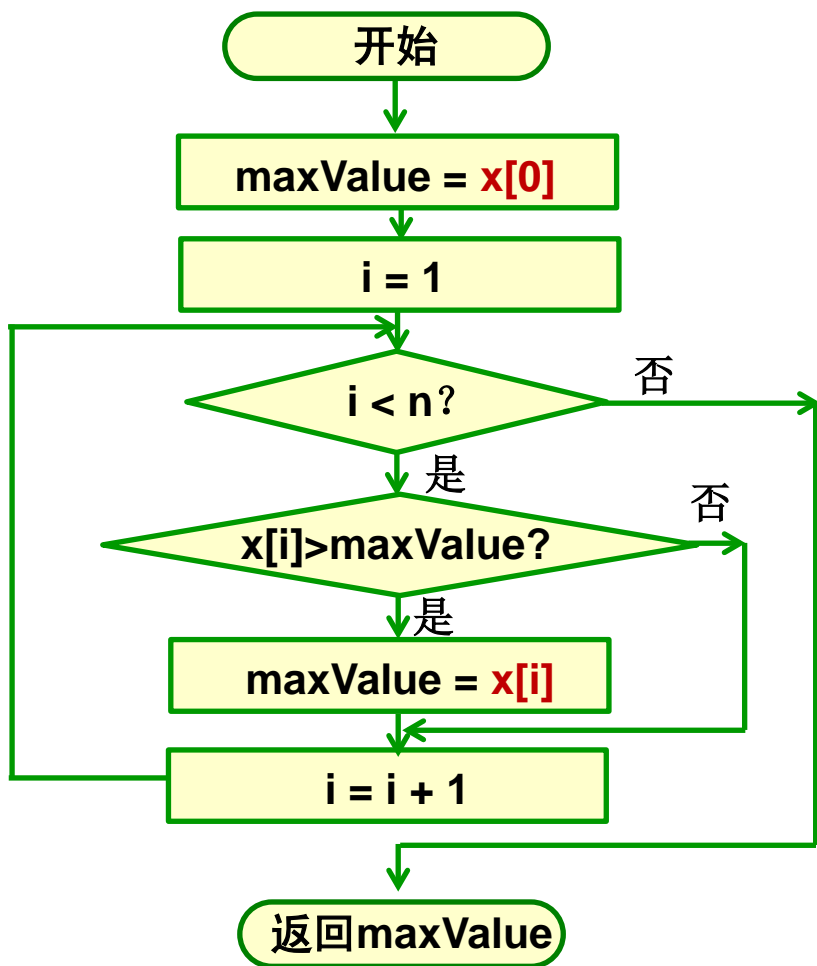 开始
maxValue = x[0]
i = 1
i < n？
否
是
x[i]>maxValue?
否
是
maxValue = x[i]
i = i + 1
返回maxValue